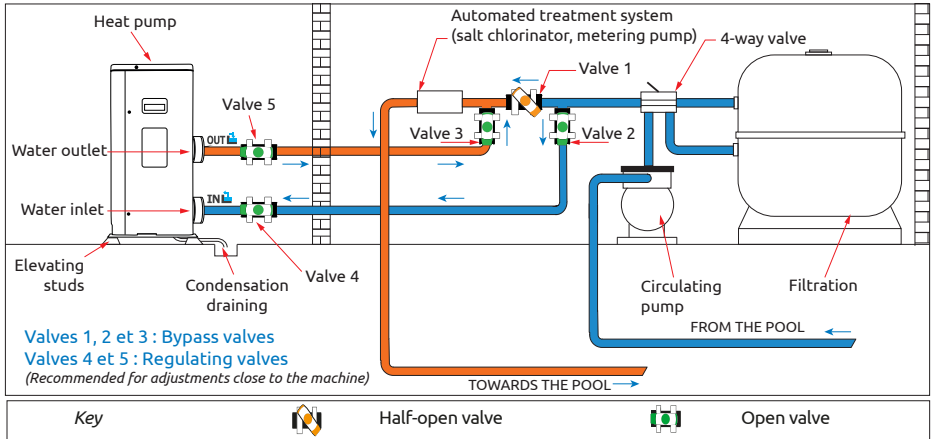 Heat pump
Automated treatment system
(salt chlorinator, metering pump)
4-way valve
Valve 1
Valve 5
Valve 3
Valve 2
OUT
Water outlet
IN
Water inlet
Elevating
studs
Condensation
draining
Valve 4
Circulating
pump
Filtration
FROM THE POOL
Valves 1, 2 et 3 : Bypass valves
Valves 4 et 5 : Regulating valves
(Recommended for adjustments close to the machine)
TOWARDS THE POOL
Key
Half-open valve
Open valve